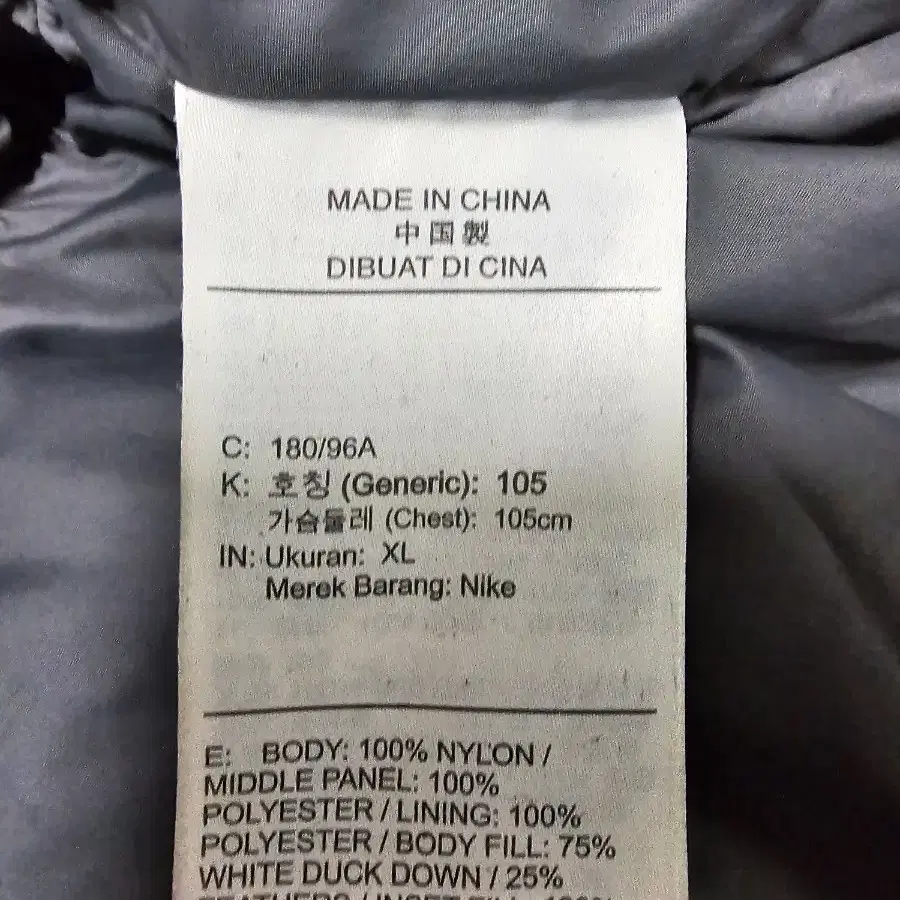 MADE IN CHINA
中国製
DIBUAT DI CINA
C: 180/96A
K: 호칭 (Generic): 105
가슴둘레 (Chest): 105cm
IN: Ukuran: XL
Merek Barang: Nike
E: BODY: 100% NYLON /
MIDDLE PANEL: 100%
POLYESTER / LINING: 100%
POLYESTER / BODY FILL: 75%
WHITE DUCK DOWN / 25%